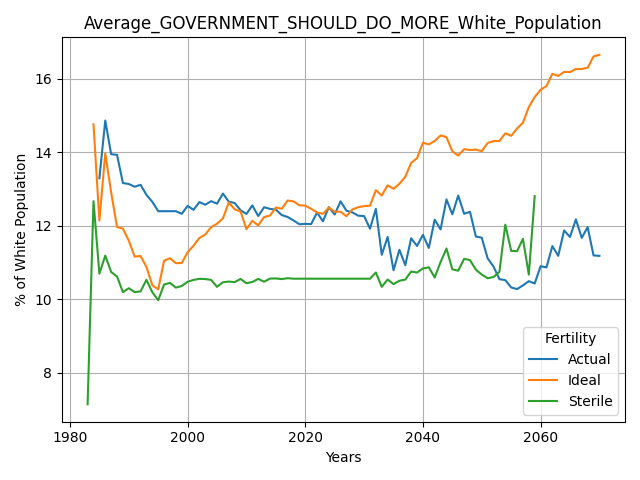 Average_GOVERNMENT_SHOULD_DO_MORE_White_Population
% of White Population
16
14
12
10
8
1980
2000
2020
2040
2060
Years
Fertility
Actual
Ideal
Sterile